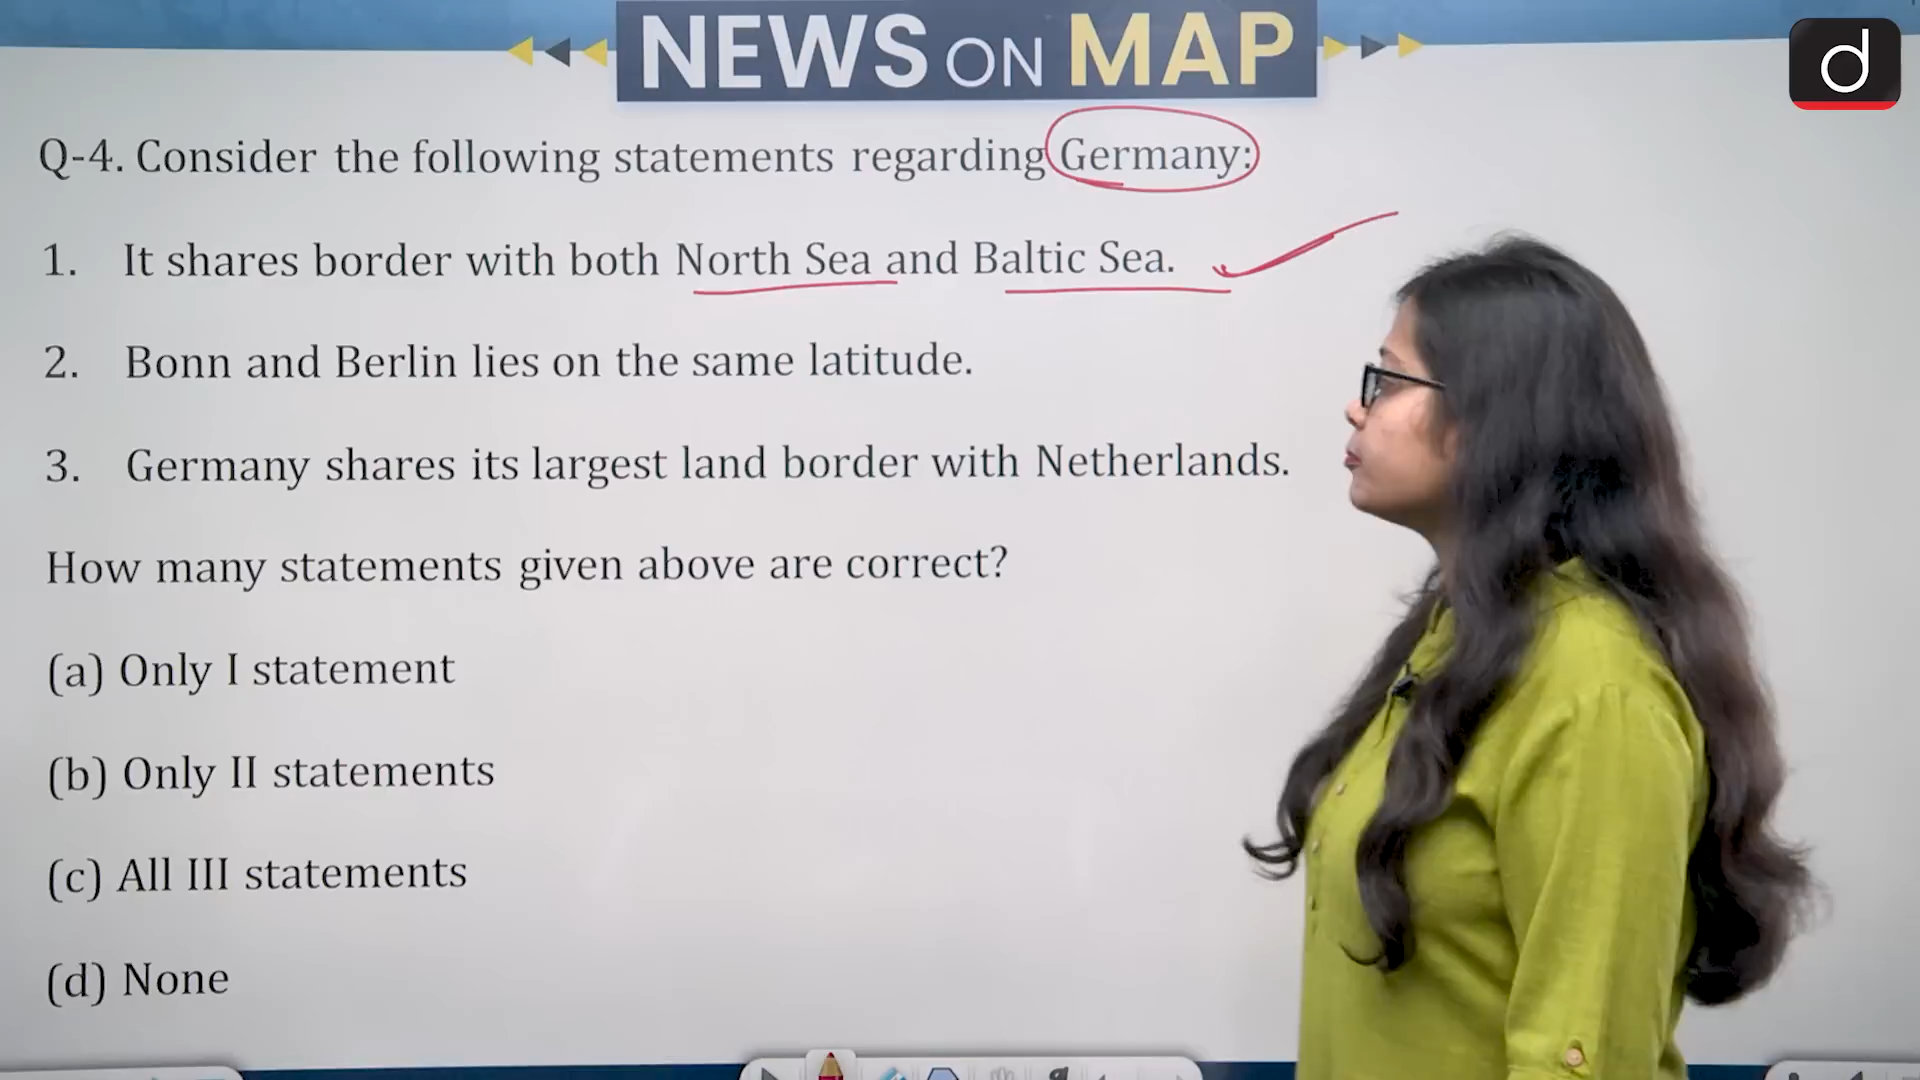 NEWS ON MAP
d
Q-4. Consider the following statements regarding Germany:
1. It shares border with both North Sea and Baltic Sea.
2. Bonn and Berlin lies on the same latitude.
3. Germany shares its largest land border with Netherlands.
How many statements given above are correct?
(a) Only I statement
(b) Only II statements
(c) All III statements
(d) None